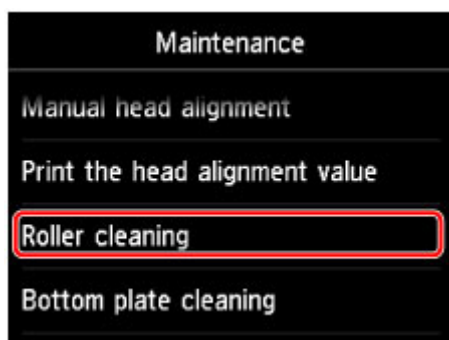 Maintenance
Manual head alignment
Print the head alignment value
Roller cleaning
Bottom plate cleaning